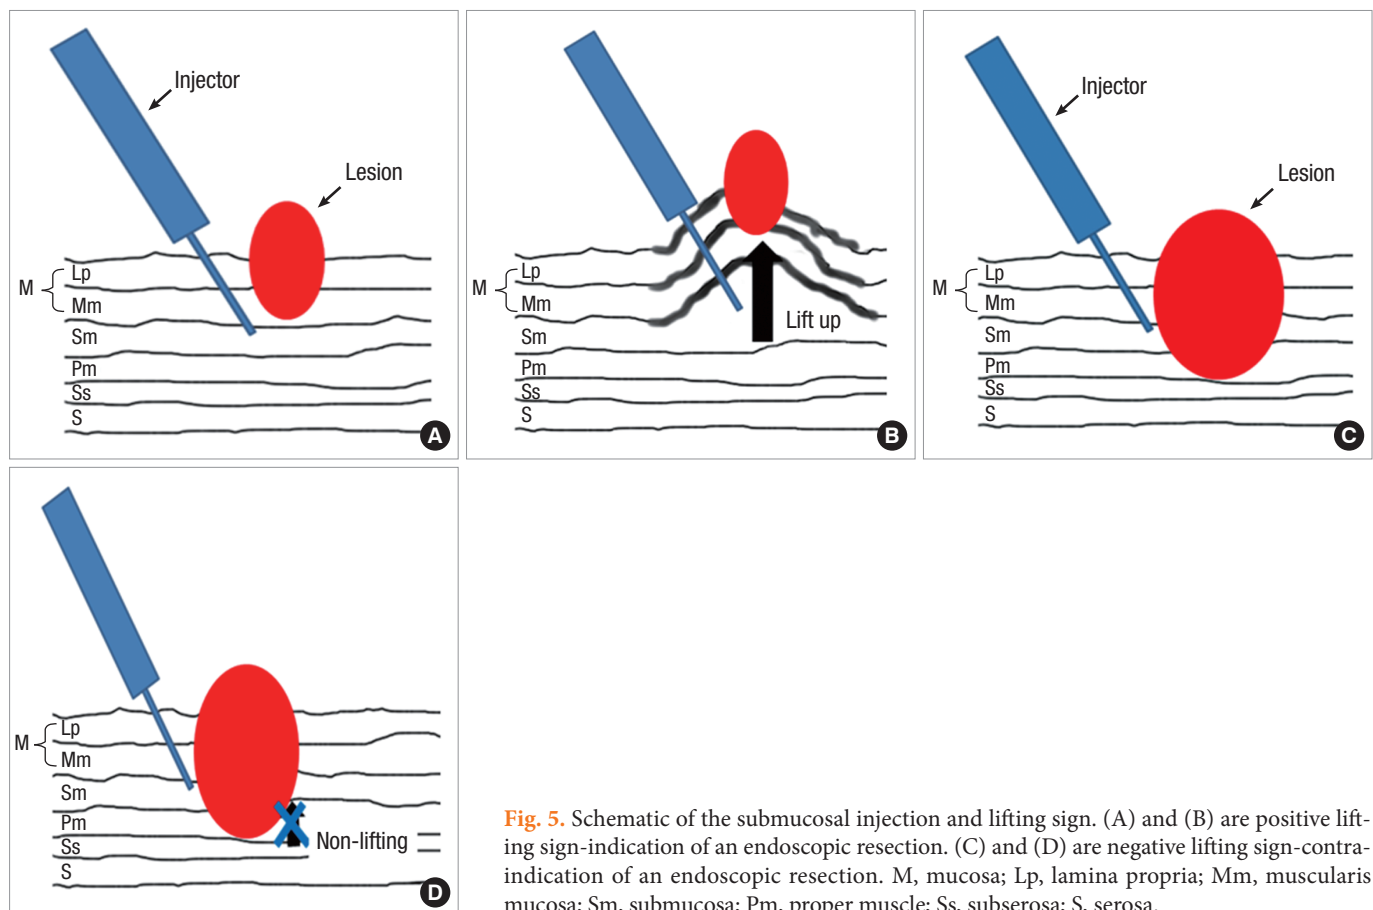 Injector
Lesion
M
Lp
Mm
Sm
Pm
Ss
S
A
M
Lp
Mm
Sm
Pm
Ss
S
Lift up
B
Injector
Lesion
M
Lp
Mm
Sm
Pm
Ss
S
C
M
Lp
Mm
Sm
Pm
Ss
S
Non-lifting
D
Fig. 5. Schematic of the submucosal injection and lifting sign. (A) and (B) are positive lift-
ing sign-indication of an endoscopic resection. (C) and (D) are negative lifting sign-contra-
indication of an endoscopic resection. M, mucosa; Lp, lamina propria; Mm, muscularis
mucosa; Sm, submucosa; Pm, proper muscle; Ss, subserosa; S, serosa.